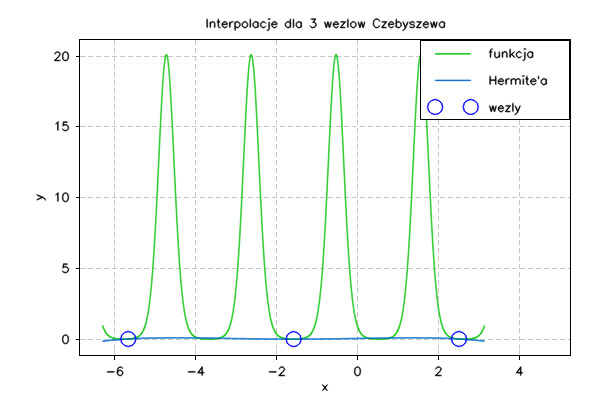 Interpolacje dla 3 wezlow Czebyszewa
funkcja
Hermite'a
wezly
y
20
15
10
5
0
−6 −4 −2 0 2 4
x